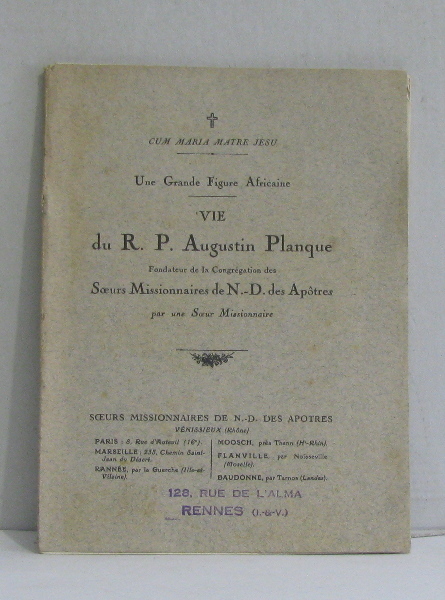 CUM MARIA MATRE JESU
Une Grande Figure Africaine
VIE
du R. P. Augustin Planque
Fondateur de la Congrégation des
Sœurs Missionnaires de N.-D. des Apôtres
par une Sœur Missionnaire
SŒURS MISSIONNAIRES DE N.-D. DES APOTRES
VÉNISSIEUX (Rhône)
PARIS : 8, Rue d'Auteuil (16e).
MARSEILLE : 335, Chemin Saint-
Jean du Désert.
RANNÉE, par la Guerche (Ille-et-
Vilaine).
MOOSCH, près Thann (Ht-Rhin).
FLANVILLE, par Noisseville
(Moselle).
BAUDONNE, par Tarnos (Landes).
128, RUE DE L'ALMA
RENNES (I.-&-V.)